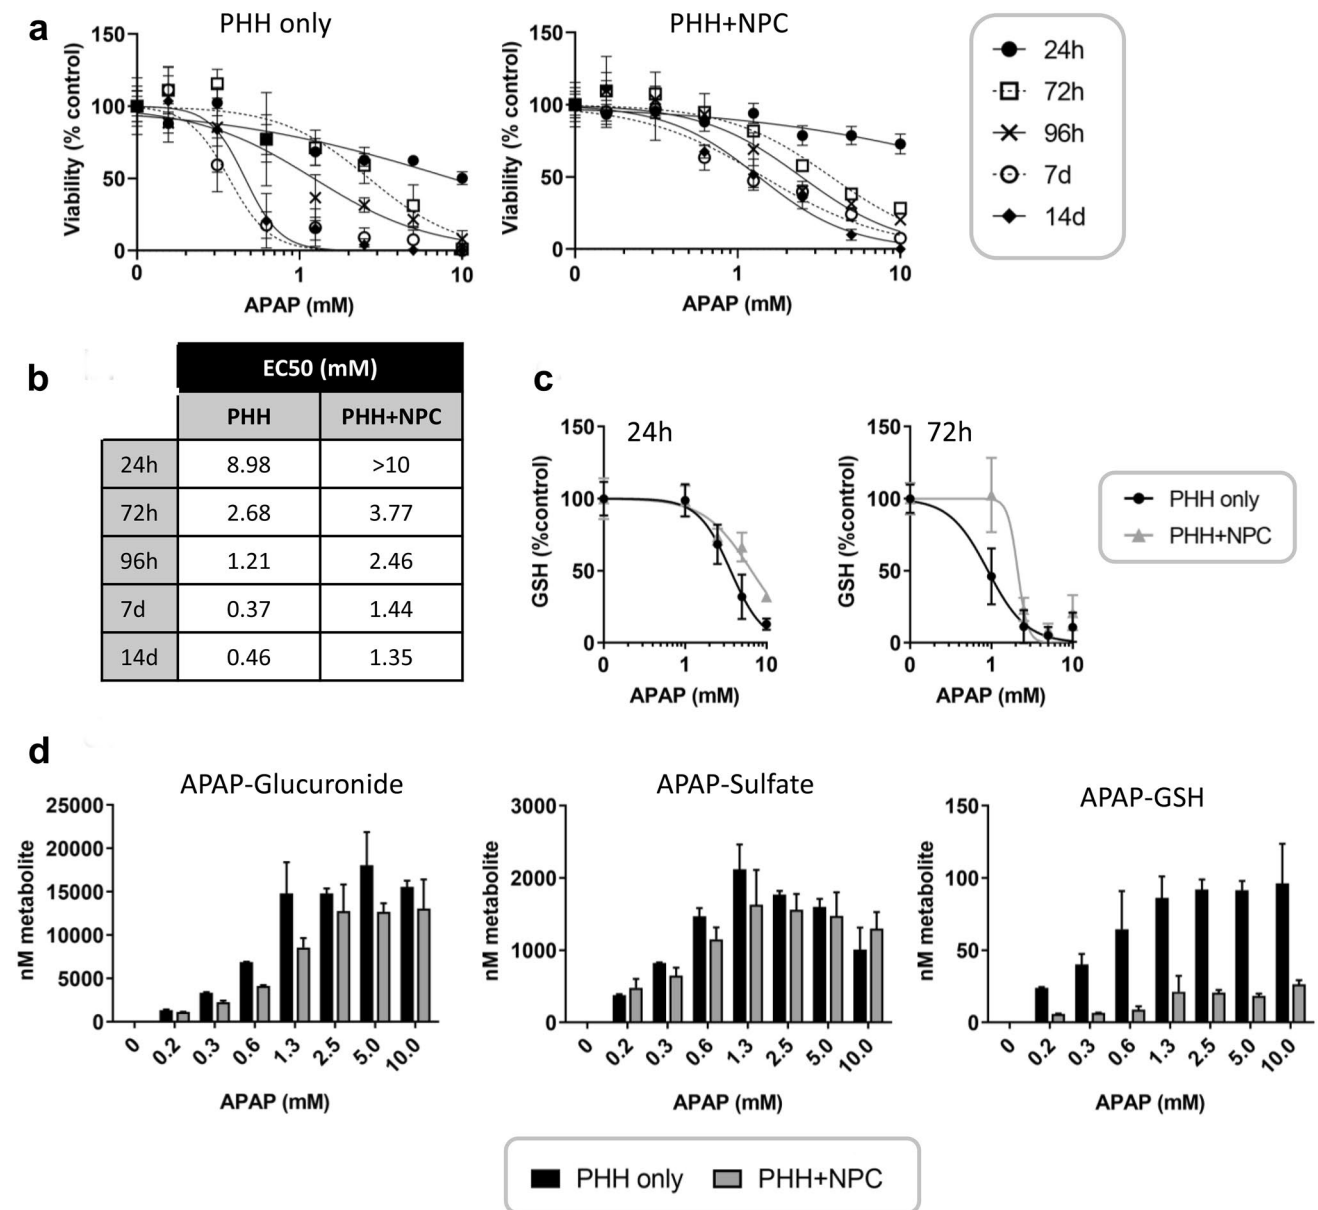 a
PHH only
PHH+NPC
150
100
50
0
Viability (% control)
0
1
10
APAP (mM)
150
100
50
0
Viability (% control)
0
1
10
APAP (mM)
24h
72h
96h
7d
14d
b
EC50 (mM)
PHH PHH+NPC
24h 8.98 >10
72h 2.68 3.77
96h 1.21 2.46
7d 0.37 1.44
14d 0.46 1.35
c
24h
150
100
50
0
GSH (%control)
0
1
10
APAP (mM)
72h
150
100
50
0
GSH (%control)
0
1
10
APAP (mM)
PHH only
PHH+NPC
d
APAP-Glucuronide
25000
20000
15000
10000
5000
0
nM metabolite
0
0.2
0.3
0.6
1.3
2.5
5.0
10.0
APAP (mM)
APAP-Sulfate
3000
2000
1000
0
nM metabolite
0
0.2
0.3
0.6
1.3
2.5
5.0
10.0
APAP (mM)
APAP-GSH
150
100
50
0
nM metabolite
0
0.2
0.3
0.6
1.3
2.5
5.0
10.0
APAP (mM)
PHH only
PHH+NPC